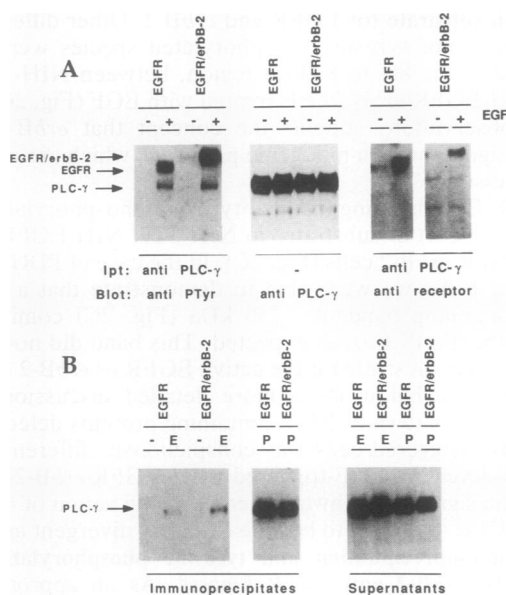 A
EGFR
EGFR/erbB-2
EGFR
EGFR/erbB-2
EGFR
EGFR/erbB-2
- + - + - + - + - + - + EGF
EGFR/erbB-2
EGFR
PLC-γ
Ipt: anti PLC-γ - anti PLC-γ
Blot: anti PTyr anti PLC-γ anti receptor
B
EGFR
EGFR/erbB-2
EGFR
EGFR/erbB-2
EGFR
EGFR/erbB-2
EGFR
EGFR/erbB-2
- E - E P P E E P P
PLC-γ
Immunoprecipitates Supernatants